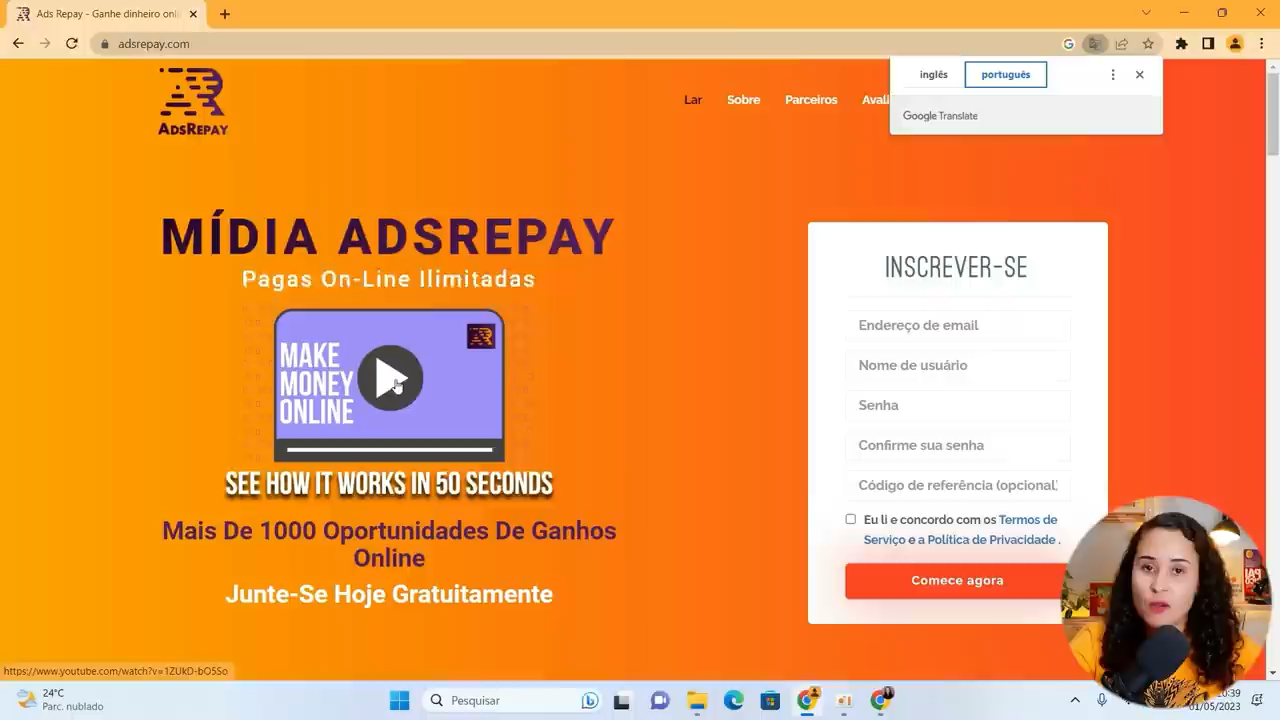 Ads Repay - Ganhe dinheiro onl
adsrepay.com
inglês
português
Google Translate
ADSREPAY
Lar
Sobre
Parceiros
MÍDIA ADSREPAY
Pagas On-Line Ilimitadas
MAKE
MONEY
ONLINE
SEE HOW IT WORKS IN 50 SECONDS
Mais De 1000 Oportunidades De Ganhos
Online
Junte-Se Hoje Gratuitamente
INSCREVER-SE
Endereço de email
Nome de usuário
Senha
Confirme sua senha
Código de referência (opcional)
Eu li e concordo com os Termos de
Serviço e a Política de Privacidade .
Comece agora
https://www.youtube.com/watch?v=1ZUkD-bO5So
24°C
Parc. nublado
Pesquisar
01/05/2023